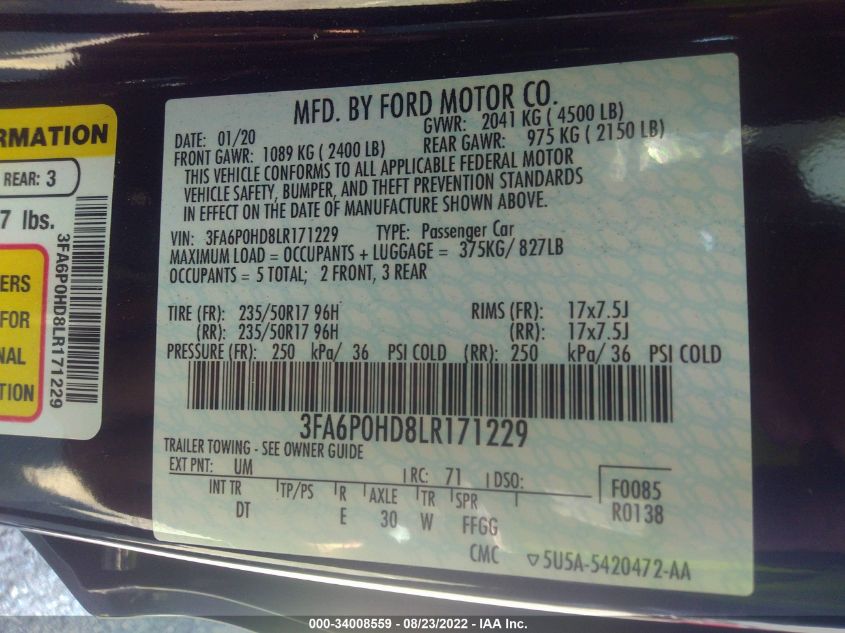 RMATION
REAR: 3
7 lbs.
ERS
FOR
NAL
TION
3FA6P0HD8LR171229
MFD. BY FORD MOTOR CO.
DATE: 01/20 GVWR: 2041 KG ( 4500 LB)
FRONT GAWR: 1089 KG ( 2400 LB) REAR GAWR: 975 KG ( 2150 LB)
THIS VEHICLE CONFORMS TO ALL APPLICABLE FEDERAL MOTOR
VEHICLE SAFETY, BUMPER, AND THEFT PREVENTION STANDARDS
IN EFFECT ON THE DATE OF MANUFACTURE SHOWN ABOVE.
VIN: 3FA6P0HD8LR171229 TYPE: Passenger Car
MAXIMUM LOAD = OCCUPANTS + LUGGAGE = 375KG/ 827LB
OCCUPANTS = 5 TOTAL; 2 FRONT, 3 REAR
TIRE (FR): 235/50R17 96H RIMS (FR): 17x7.5J
(RR): 235/50R17 96H (RR): 17x7.5J
PRESSURE (FR): 250 kPa/ 36 PSI COLD (RR): 250 kPa/ 36 PSI COLD
3FA6P0HD8LR171229
TRAILER TOWING - SEE OWNER GUIDE
EXT PNT: UM RC: 71 DSO:
INT TR TP/PS R AXLE TR SPR
DT E 30 W FFGG
F0085
R0138
CMC ▽5U5A-5420472-AA
000-34008559 - 08/23/2022 - IAA Inc.